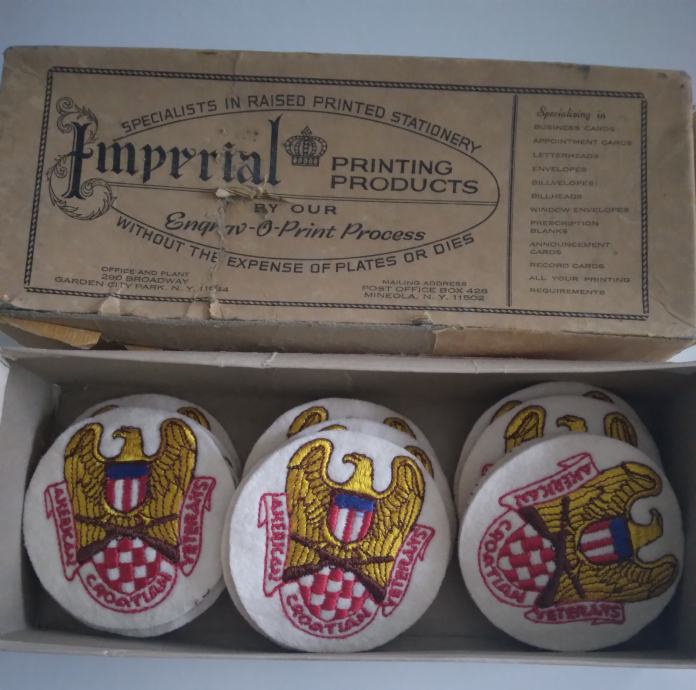 SPECIALISTS IN RAISED PRINTED STATIONERY
Imperial
PRINTING
PRODUCTS
BY OUR
Engrav-O-Print Process
WITHOUT THE EXPENSE OF PLATES OR DIES
OFFICE AND PLANT
290 BROADWAY
GARDEN CITY PARK, N. Y.
MAILING ADDRESS
POST OFFICE BOX 428
MINEOLA, N. Y. 11502
Specializing in
BUSINESS CARDS
APPOINTMENT CARDS
LETTERHEADS
ENVELOPES
BILLVELOPES
BILLHEADS
WINDOW ENVELOPES
PRESCRIPTION
BLANKS
ANNOUNCEMENT
CARDS
RECORD CARDS
ALL YOUR PRINTING
REQUIREMENTS
AMERICAN
CROATIAN
VETERANS
AMERICAN
CROATIAN
VETERANS
AMERICAN
CROATIAN
VETERANS